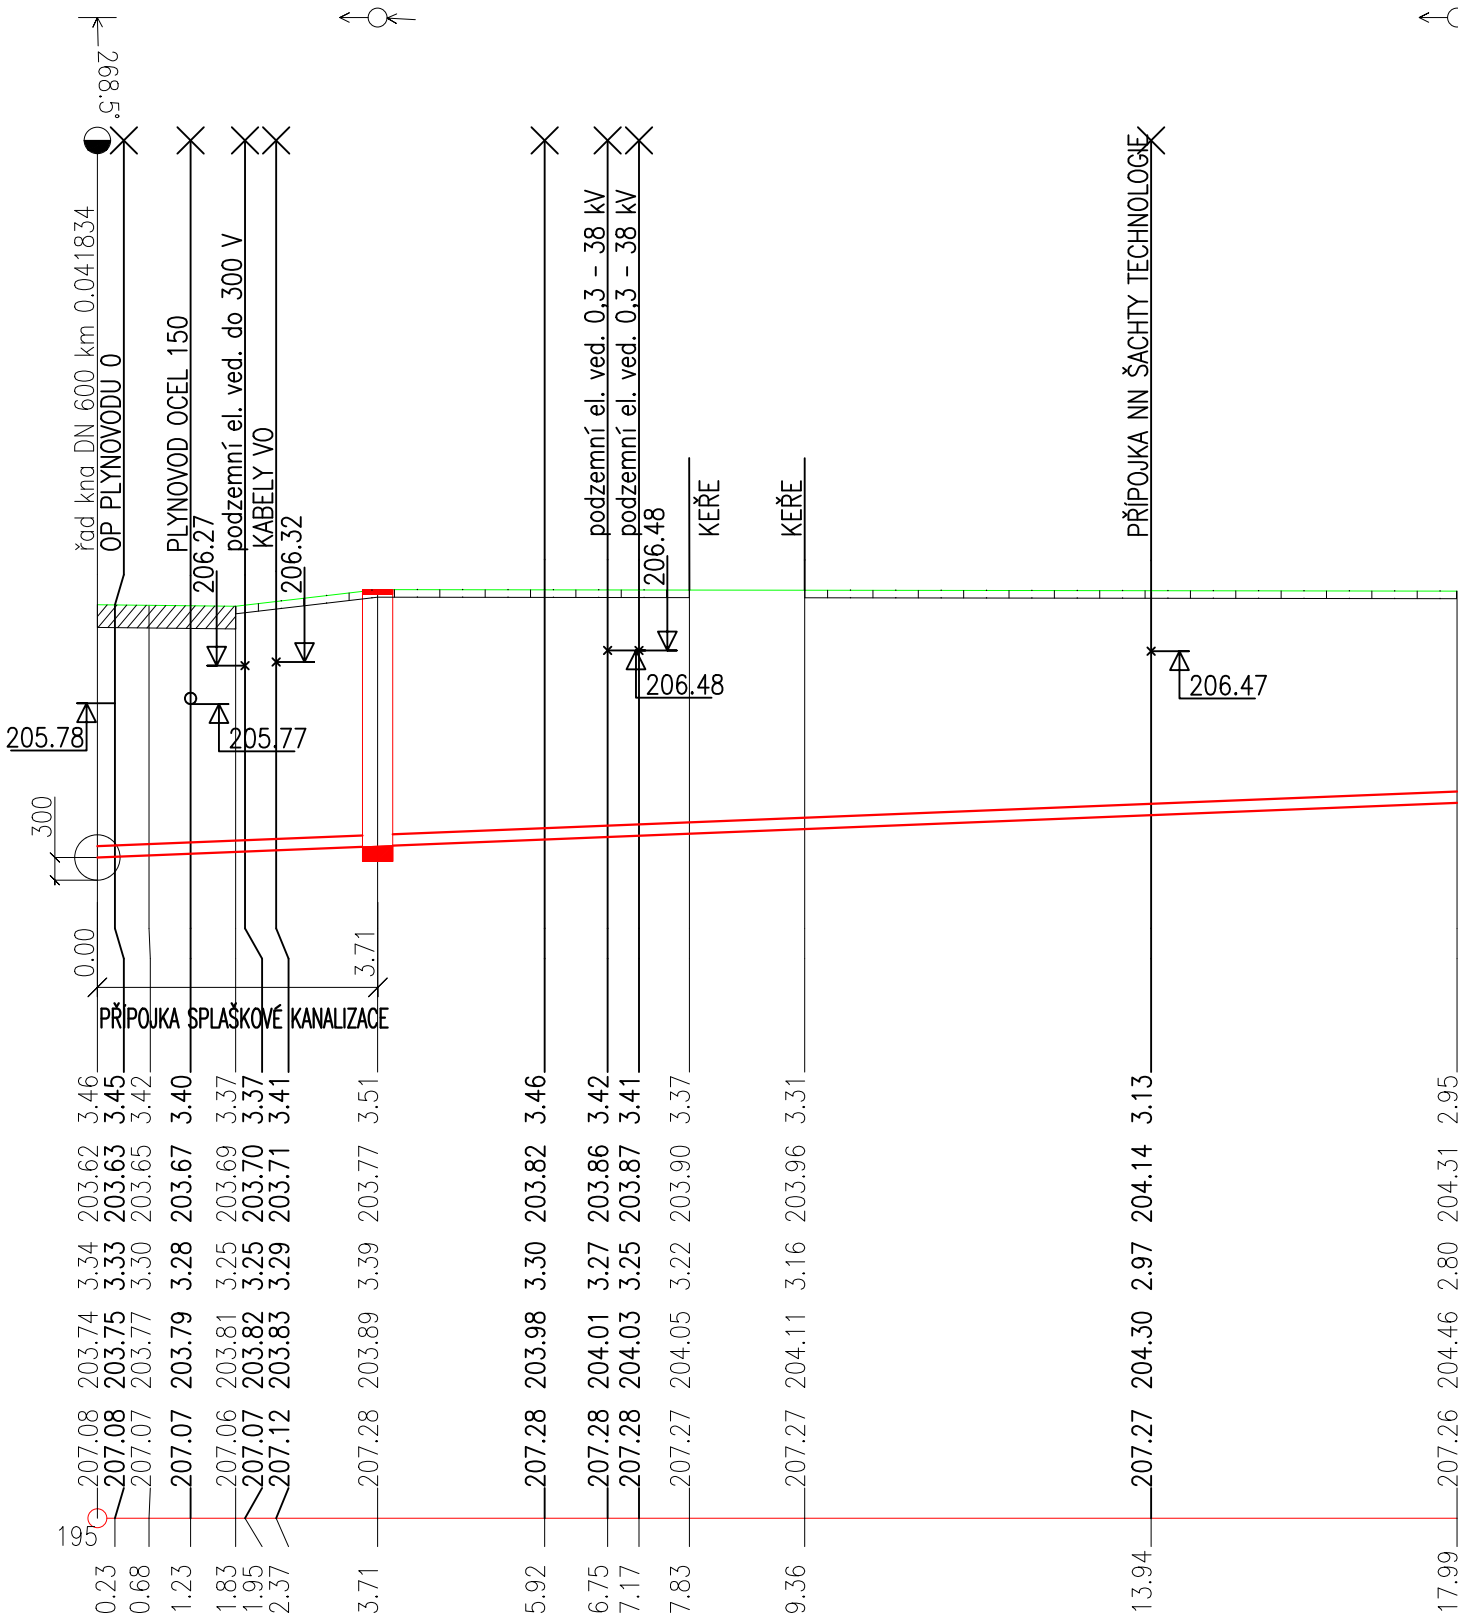 268.5°
řad kna DN 600 km 0.041834
OP PLYNOVODU 0
PLYNOVOD OCEL 150
podzemní el. ved. do 300 V
KABELY VO
podzemní el. ved. 0,3 - 38 kV
podzemní el. ved. 0,3 - 38 kV
KEŘE
KEŘE
PŘÍPOJKA NN ŠACHTY TECHNOLOGIE
206.27
206.32
206.48
206.48
206.47
205.78
205.77
300
0.00
3.71
PŘÍPOJKA SPLAŠKOVÉ KANALIZACE
207.08 203.74 3.34 203.62 3.46
207.08 203.75 3.33 203.63 3.45
207.07 203.77 3.30 203.65 3.42
207.07 203.79 3.28 203.67 3.40
207.06 203.81 3.25 203.69 3.37
207.07 203.82 3.25 203.70 3.37
207.12 203.83 3.29 203.71 3.41
207.28 203.89 3.39 203.77 3.51
207.28 203.98 3.30 203.82 3.46
207.28 204.01 3.27 203.86 3.42
207.28 204.03 3.25 203.87 3.41
207.27 204.05 3.22 203.90 3.37
207.27 204.11 3.16 203.96 3.31
207.27 204.30 2.97 204.14 3.13
207.26 204.46 2.80 204.31 2.95
195
0.23
0.68
1.23
1.83
1.95
2.37
3.71
5.92
6.75
7.17
7.83
9.36
13.94
17.99